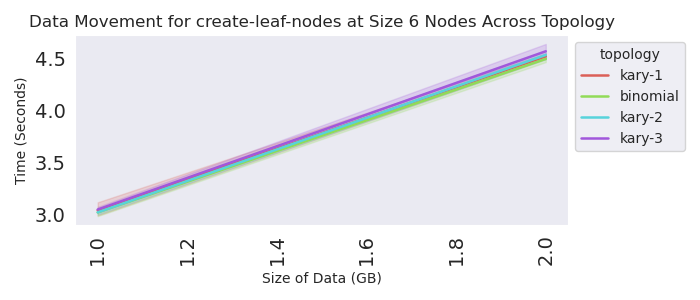 Data Movement for create-leaf-nodes at Size 6 Nodes Across Topology
Time (Seconds)
4.5
4.0
3.5
3.0
1.0
1.2
1.4
1.6
1.8
2.0
Size of Data (GB)
topology
kary-1
binomial
kary-2
kary-3